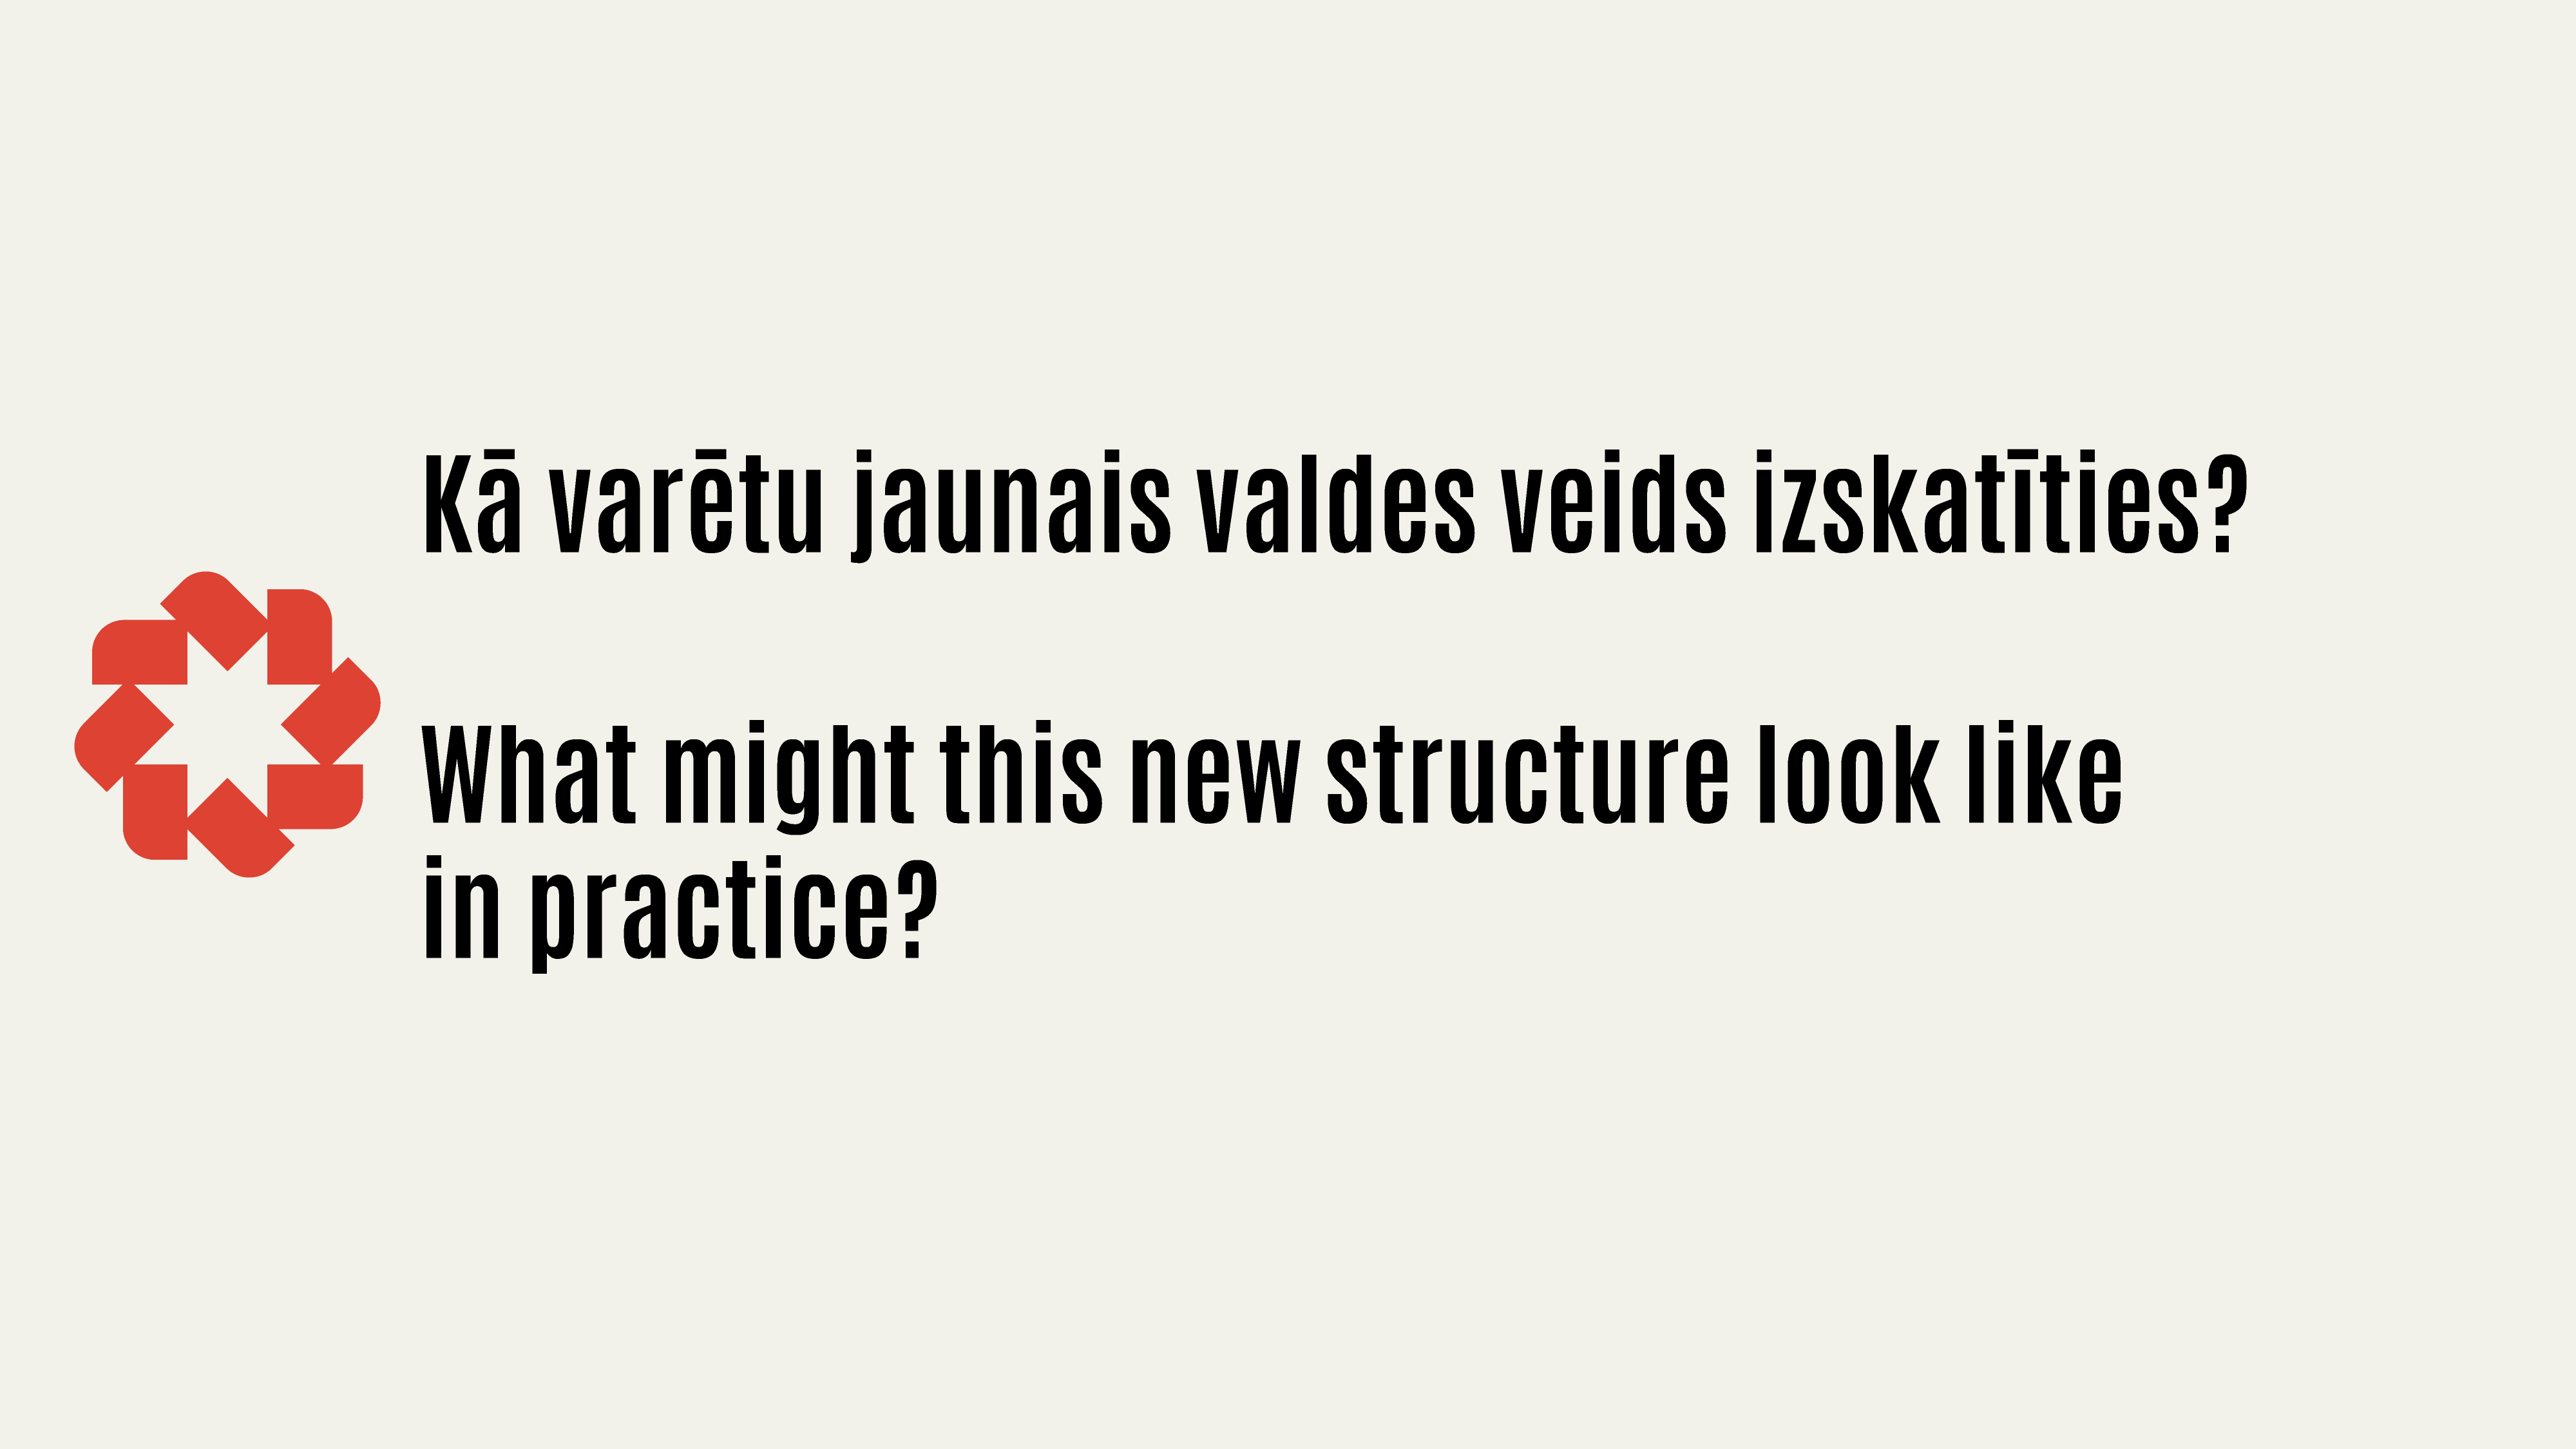 Kā varētu jaunais valdes veids izskatīties?
What might this new structure look like
in practice?